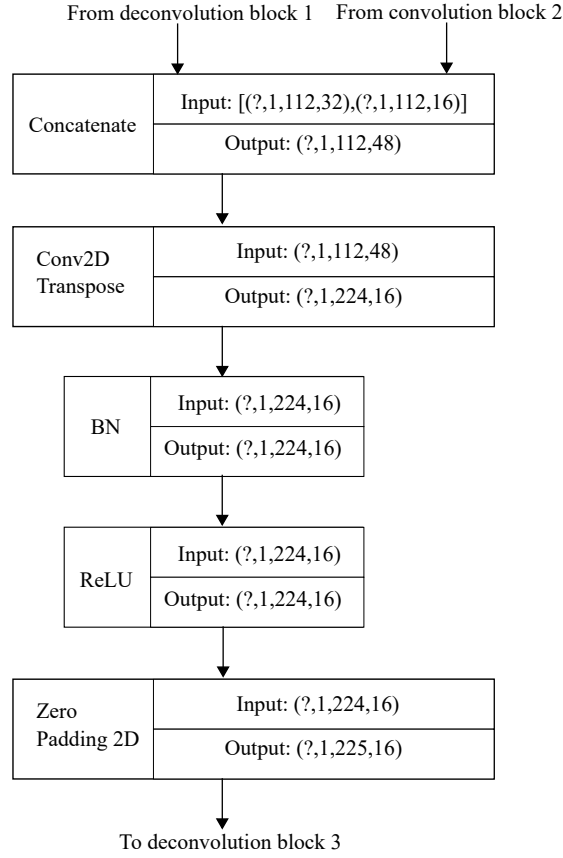 From deconvolution block 1
From convolution block 2
Concatenate
Input: [(?,1,112,32),(?,1,112,16)]
Output: (?,1,112,48)
Conv2D
Transpose
Input: (?,1,112,48)
Output: (?,1,224,16)
BN
Input: (?,1,224,16)
Output: (?,1,224,16)
ReLU
Input: (?,1,224,16)
Output: (?,1,224,16)
Zero
Padding 2D
Input: (?,1,224,16)
Output: (?,1,225,16)
To deconvolution block 3